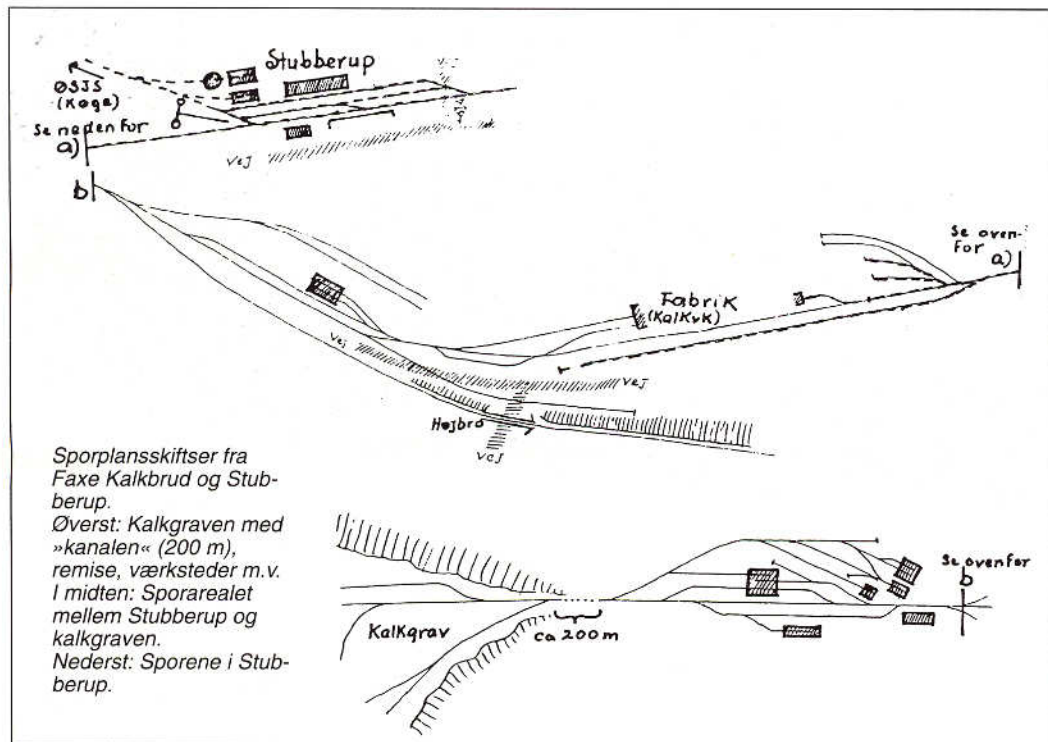 Stubberup
ØSJS
(Køge)
Se neden for
a)
Vej
b
Se oven-
for
a)
Fabrik
(Kalkvk)
Vej
Vej
Højbro
Vej
Sporplansskiftser fra
Faxe Kalkbrud og Stub-
berup.
Øverst: Kalkgraven med
»kanalen« (200 m),
remise, værksteder m.v.
I midten: Sporarealet
mellem Stubberup og
kalkgraven.
Nederst: Sporene i Stub-
berup.
Se ovenfor
b
Kalkgrav
ca 200 m